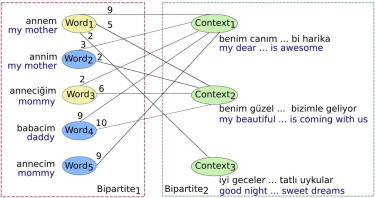 annem
my mother
Word1
9
5
2
Context1
benim canım ... bi harika
my dear ... is awesome
annim
my mother
3
Word2
2
anneciğim
mommy
2
Word3
6
Context2
benim güzel ... bizimle geliyor
my beautiful ... is coming with us
babacim
daddy
9
Word4
10
annecim
mommy
Word5
9
Context3
iyi geceler ... tatlı uykular
good night ... sweet dreams
Bipartite1
Bipartite2